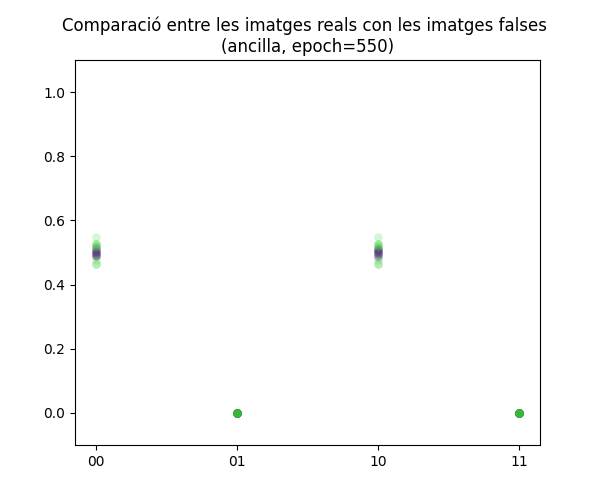 Comparació entre les imatges reals con les imatges falses
(ancilla, epoch=550)
1.0
0.8
0.6
0.4
0.2
0.0
00 01 10 11